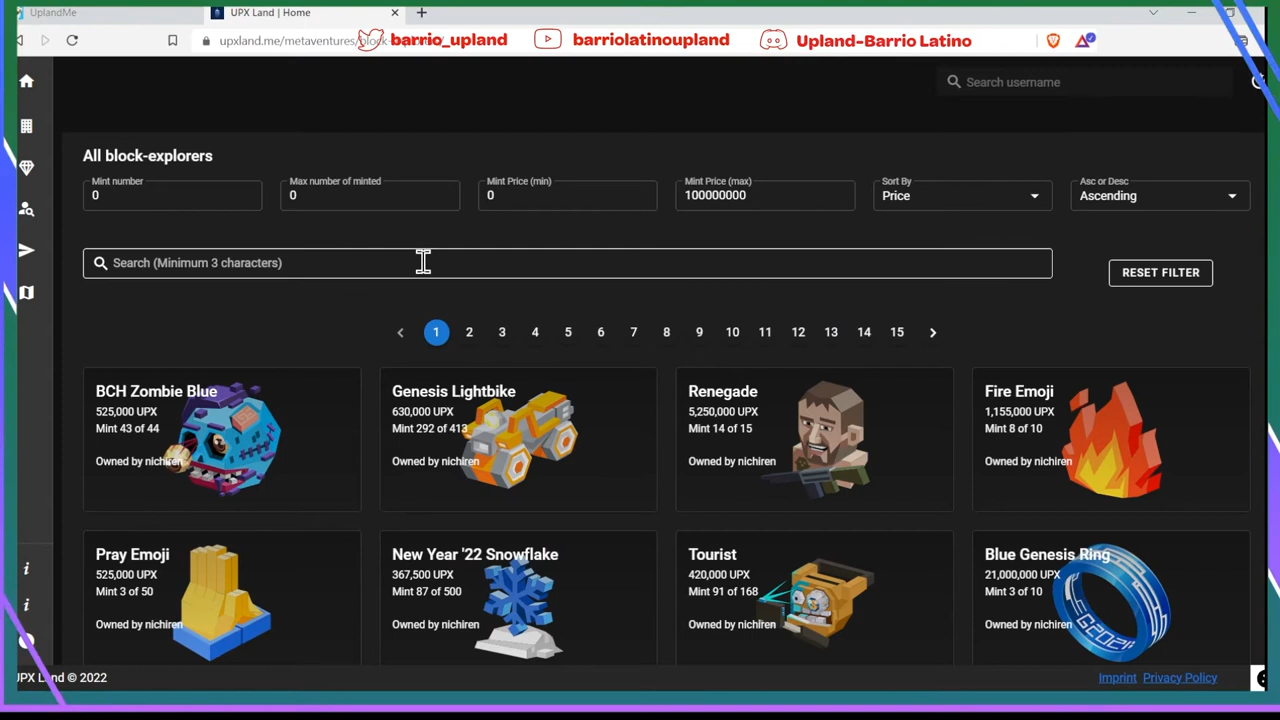 UplandMe
UPX Land | Home
upxland.me/metaventures/block-
barrio_upland
barriolatinoupland
Upland-Barrio Latino
Search username
All block-explorers
Mint number
Max number of minted
Mint Price (min)
Mint Price (max)
Sort By
Asc or Desc
0
0
0
100000000
Price
Ascending
Search (Minimum 3 characters)
RESET FILTER
1 2 3 4 5 6 7 8 9 10 11 12 13 14 15
BCH Zombie Blue
525,000 UPX
Mint 43 of 44
Owned by nichiren
Genesis Lightbike
630,000 UPX
Mint 292 of 413
Owned by nichiren
Renegade
5,250,000 UPX
Mint 14 of 15
Owned by nichiren
Fire Emoji
1,155,000 UPX
Mint 8 of 10
Owned by nichiren
Pray Emoji
525,000 UPX
Mint 3 of 50
Owned by nichiren
New Year '22 Snowflake
367,500 UPX
Mint 87 of 500
Owned by nichiren
Tourist
420,000 UPX
Mint 91 of 168
Owned by nichiren
Blue Genesis Ring
21,000,000 UPX
Mint 3 of 10
Owned by nichiren
UPX Land © 2022
Imprint
Privacy Policy